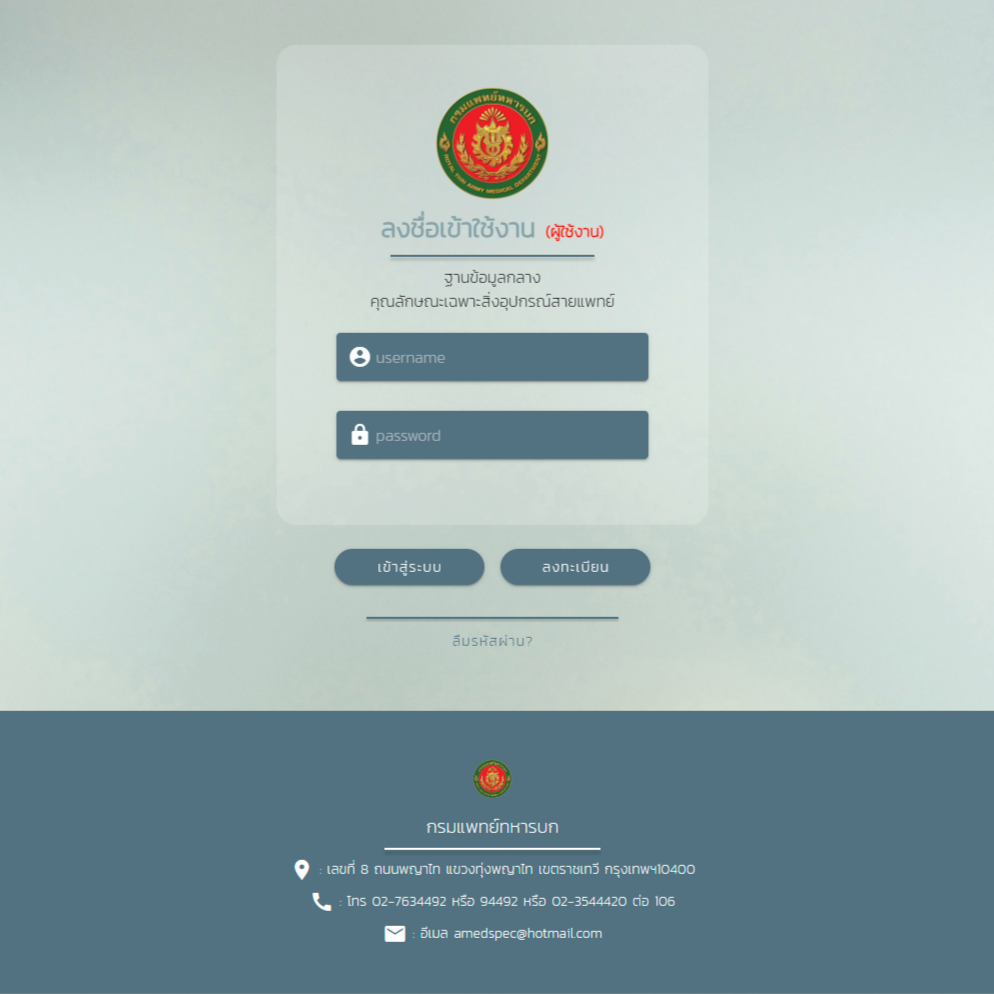 กรมแพทย์ทหารบก
ROYAL THAI ARMY MEDICAL DEPARTMENT
ลงชื่อเข้าใช้งาน (ผู้ใช้งาน)
ฐานข้อมูลกลาง
คุณลักษณะเฉพาะสิ่งอุปกรณ์สายแพทย์
username
password
เข้าสู่ระบบ ลงทะเบียน
ลืมรหัสผ่าน?
กรมแพทย์ทหารบก
: เลขที่ 8 ถนนพญาไท แขวงทุ่งพญาไท เขตราชเทวี กรุงเทพฯ10400
: โทร 02-7634492 หรือ 94492 หรือ 02-3544420 ต่อ 106
: อีเมล amedspec@hotmail.com